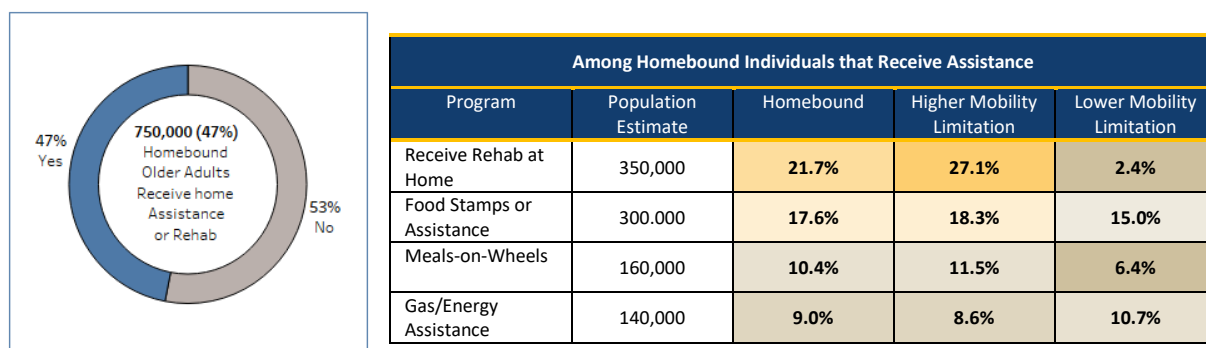 47%
Yes
750,000 (47%)
Homebound
Older Adults
Receive home
Assistance
or Rehab
53%
No
Among Homebound Individuals that Receive Assistance
Program Population Estimate Homebound Higher Mobility Limitation Lower Mobility Limitation
Receive Rehab at Home 350,000 21.7% 27.1% 2.4%
Food Stamps or Assistance 300.000 17.6% 18.3% 15.0%
Meals-on-Wheels 160,000 10.4% 11.5% 6.4%
Gas/Energy Assistance 140,000 9.0% 8.6% 10.7%